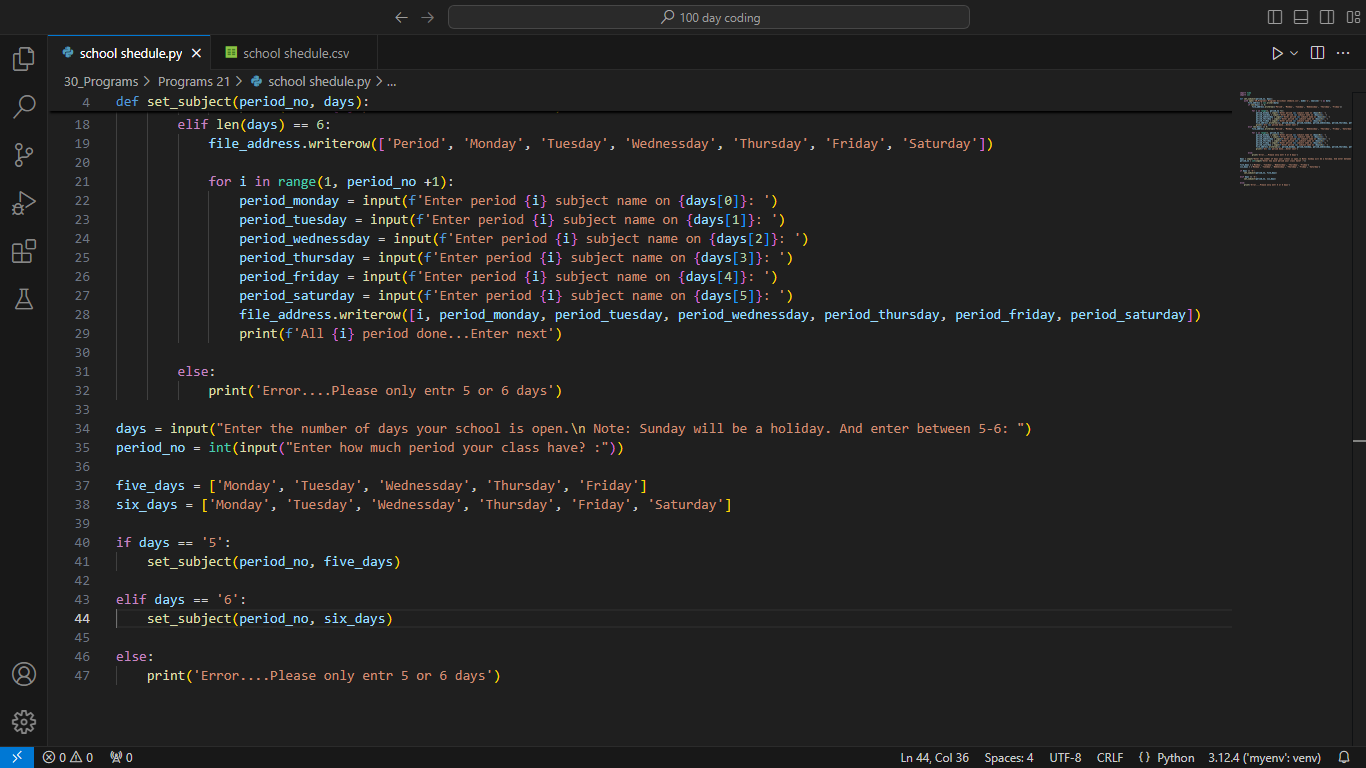 100 day coding
school shedule.py school shedule.csv
30_Programs > Programs 21 > school shedule.py > ...
4 def set_subject(period_no, days):
18 elif len(days) == 6:
19 file_address.writerow(['Period', 'Monday', 'Tuesday', 'Wednessday', 'Thursday', 'Friday', 'Saturday'])
20
21 for i in range(1, period_no +1):
22 period_monday = input(f'Enter period {i} subject name on {days[0]}: ')
23 period_tuesday = input(f'Enter period {i} subject name on {days[1]}: ')
24 period_wednessday = input(f'Enter period {i} subject name on {days[2]}: ')
25 period_thursday = input(f'Enter period {i} subject name on {days[3]}: ')
26 period_friday = input(f'Enter period {i} subject name on {days[4]}: ')
27 period_saturday = input(f'Enter period {i} subject name on {days[5]}: ')
28 file_address.writerow([i, period_monday, period_tuesday, period_wednessday, period_thursday, period_friday, period_saturday])
29 print(f'All {i} period done...Enter next')
30
31 else:
32 print('Error....Please only entr 5 or 6 days')
33
34 days = input("Enter the number of days your school is open.\n Note: Sunday will be a holiday. And enter between 5-6: ")
35 period_no = int(input("Enter how much period your class have? :"))
36
37 five_days = ['Monday', 'Tuesday', 'Wednessday', 'Thursday', 'Friday']
38 six_days = ['Monday', 'Tuesday', 'Wednessday', 'Thursday', 'Friday', 'Saturday']
39
40 if days == '5':
41 set_subject(period_no, five_days)
42
43 elif days == '6':
44 set_subject(period_no, six_days)
45
46 else:
47 print('Error....Please only entr 5 or 6 days')
0 0 0 Ln 44, Col 36 Spaces: 4 UTF-8 CRLF {} Python 3.12.4 ('myenv': venv)